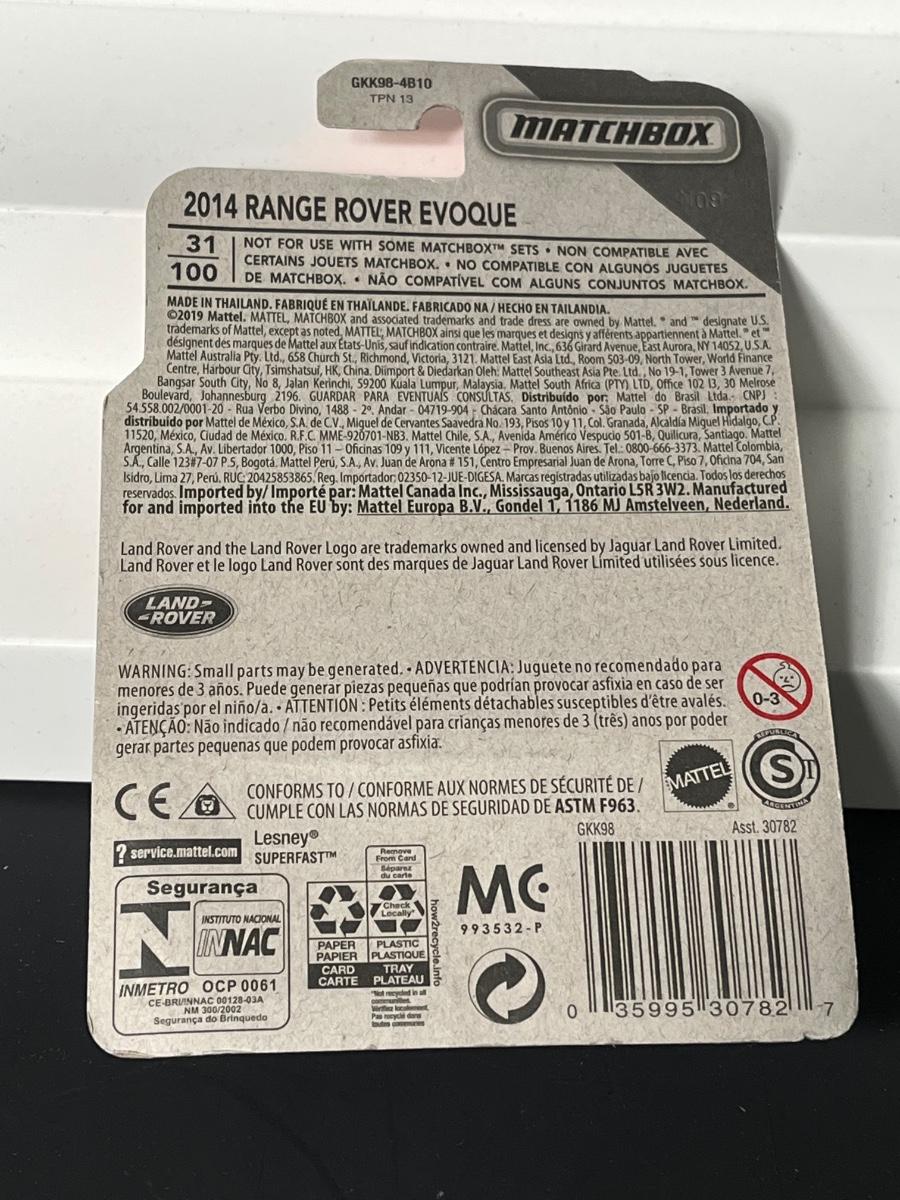 GKK98-4B10
TPN 13
MATCHBOX
2014 RANGE ROVER EVOQUE
31
100
NOT FOR USE WITH SOME MATCHBOX™ SETS • NON COMPATIBLE AVEC
CERTAINS JOUETS MATCHBOX. • NO COMPATIBLE CON ALGUNOS JUGUETES
DE MATCHBOX. • NÃO COMPATÍVEL COM ALGUNS CONJUNTOS MATCHBOX.
MADE IN THAILAND. FABRIQUÉ EN THAÏLANDE. FABRICADO NA / HECHO EN TAILANDIA.
©2019 Mattel. MATTEL, MATCHBOX and associated trademarks and trade dress are owned by Mattel. ® and ™ designate U.S.
trademarks of Mattel, except as noted. MATTEL, MATCHBOX ainsi que les marques et designs y afférents appartiennent à Mattel. ® et ™
désignent des marques de Mattel aux États-Unis, sauf indication contraire. Mattel, Inc., 636 Girard Avenue, East Aurora, NY 14052, U.S.A.
Mattel Australia Pty. Ltd., 658 Church St., Richmond, Victoria, 3121. Mattel East Asia Ltd., Room 503-09, North Tower, World Finance
Centre, Harbour City, Tsimshatsui, HK, China. Diimport & Diedarkan Oleh: Mattel Southeast Asia Pte. Ltd., No 19-1, Tower 3 Avenue 7,
Bangsar South City, No 8, Jalan Kerinchi, 59200 Kuala Lumpur, Malaysia. Mattel South Africa (PTY) LTD, Office 102 I3, 30 Melrose
Boulevard, Johannesburg 2196. GUARDAR PARA EVENTUAIS CONSULTAS. Distribuído por: Mattel do Brasil Ltda.- CNPJ :
54.558.002/0001-20 - Rua Verbo Divino, 1488 - 2º. Andar - 04719-904 - Chácara Santo Antônio - São Paulo - SP - Brasil. Importado y
distribuido por Mattel de México, S.A. de C.V., Miguel de Cervantes Saavedra No. 193, Pisos 10 y 11, Col. Granada, Alcaldía Miguel Hidalgo, C.P.
11520, México, Ciudad de México. R.F.C. MME-920701-NB3. Mattel Chile, S.A., Avenida Américo Vespucio 501-B, Quilicura, Santiago. Mattel
Argentina, S.A., Av. Libertador 1000, Piso 11 – Oficinas 109 y 111, Vicente López – Prov. Buenos Aires. Tel.: 0800-666-3373. Mattel Colombia,
S.A., Calle 123#7-07 P.5, Bogotá. Mattel Perú, S.A., Av. Juan de Arona # 151, Centro Empresarial Juan de Arona, Torre C, Piso 7, Oficina 704, San
Isidro, Lima 27, Perú. RUC: 20425853865. Reg. Importador: 02350-12-JUE-DIGESA. Marcas registradas utilizadas bajo licencia. Todos los derechos
reservados. Imported by/ Importé par: Mattel Canada Inc., Mississauga, Ontario L5R 3W2. Manufactured
for and imported into the EU by: Mattel Europa B.V., Gondel 1, 1186 MJ Amstelveen, Nederland.
Land Rover and the Land Rover Logo are trademarks owned and licensed by Jaguar Land Rover Limited.
Land Rover et le logo Land Rover sont des marques de Jaguar Land Rover Limited utilisées sous licence.
LAND-
-ROVER
WARNING: Small parts may be generated. • ADVERTENCIA: Juguete no recomendado para
menores de 3 años. Puede generar piezas pequeñas que podrían provocar asfixia en caso de ser
ingeridas por el niño/a. • ATTENTION : Petits éléments détachables susceptibles d'être avalés.
• ATENÇÃO: Não indicado / não recomendável para crianças menores de 3 (três) anos por poder
gerar partes pequenas que podem provocar asfixia.
0-3
MATTEL
REPUBLICA
S
ARGENTINA
CE
CONFORMS TO / CONFORME AUX NORMES DE SÉCURITÉ DE /
CUMPLE CON LAS NORMAS DE SEGURIDAD DE ASTM F963.
? service.mattel.com
Lesney®
SUPERFAST™
Segurança
INSTITUTO NACIONAL
INNAC
INMETRO OCP 0061
CE-BRI/INNAC 00128-03A
NM 300/2002
Segurança do Brinquedo
PAPER
PAPIER
CARD
CARTE
Remove
From Card
Séparez
du carte
Check
Locally*
PLASTIC
PLASTIQUE
TRAY
PLATEAU
*Not recycled in all
communities.
Vérifiez localement.
Pas recyclé dans
toutes communes
how2recycle.info
MC
993532-P
GKK98
Asst. 30782
0 35995 30782 7